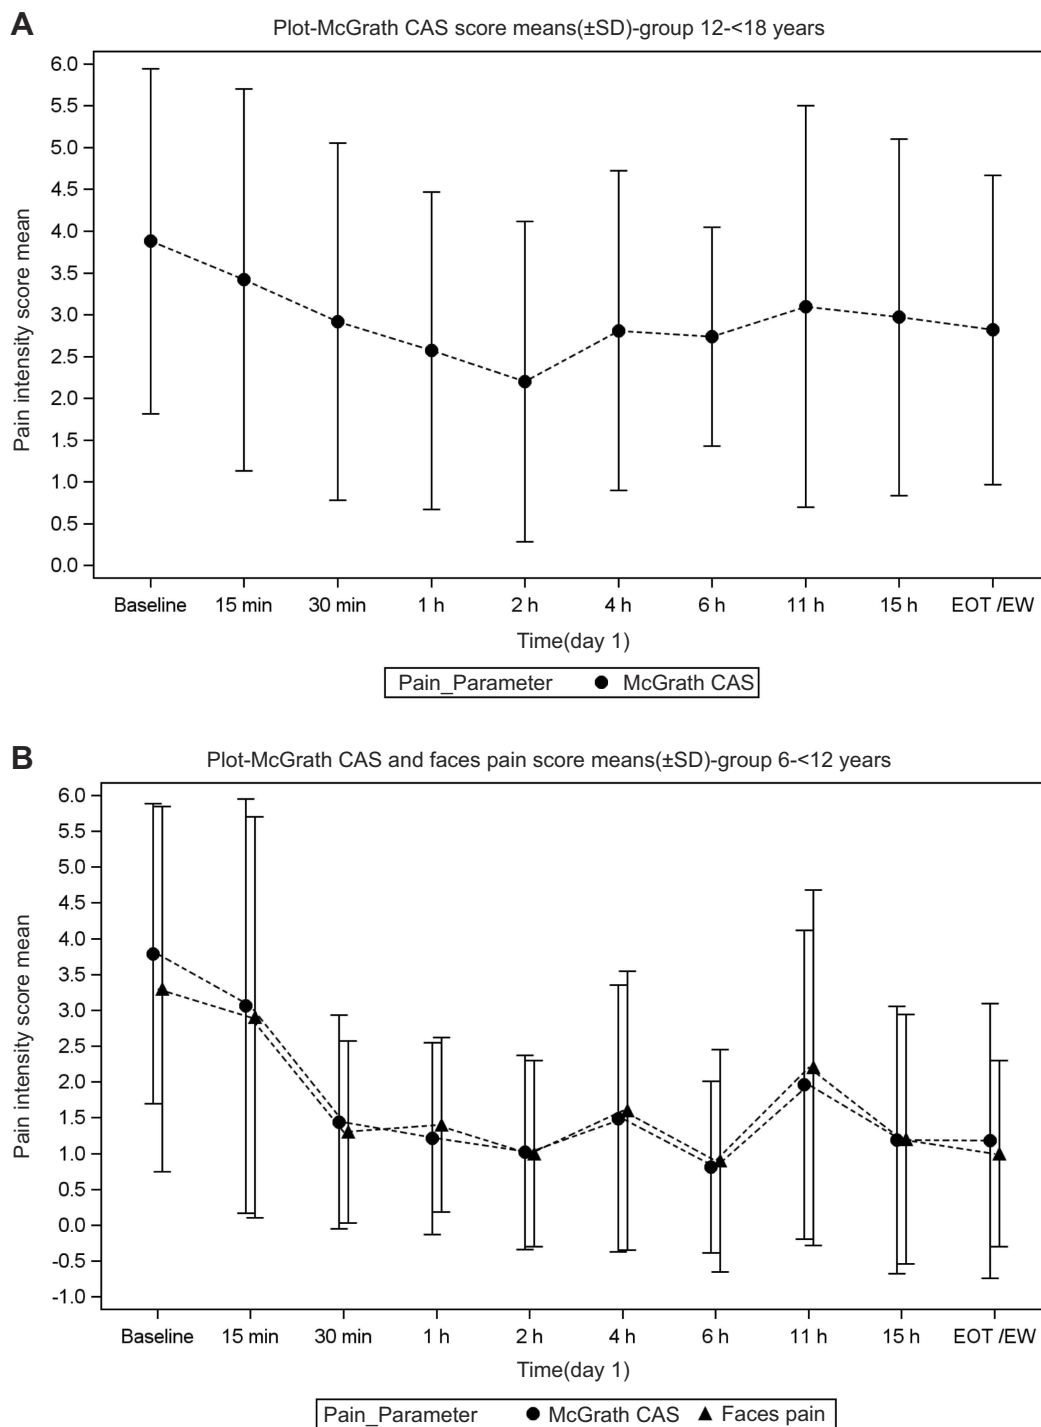 A
Plot-McGrath CAS score means(±SD)-group 12-<18 years
6.0
5.5
5.0
4.5
4.0
3.5
3.0
2.5
2.0
1.5
1.0
0.5
0.0
Pain intensity score mean
Baseline 15 min 30 min 1 h 2 h 4 h 6 h 11 h 15 h EOT /EW
Time(day 1)
Pain_Parameter McGrath CAS
B
Plot-McGrath CAS and faces pain score means(±SD)-group 6-<12 years
6.0
5.5
5.0
4.5
4.0
3.5
3.0
2.5
2.0
1.5
1.0
0.5
0.0
-0.5
-1.0
Pain intensity score mean
Baseline 15 min 30 min 1 h 2 h 4 h 6 h 11 h 15 h EOT /EW
Time(day 1)
Pain_Parameter McGrath CAS Faces pain